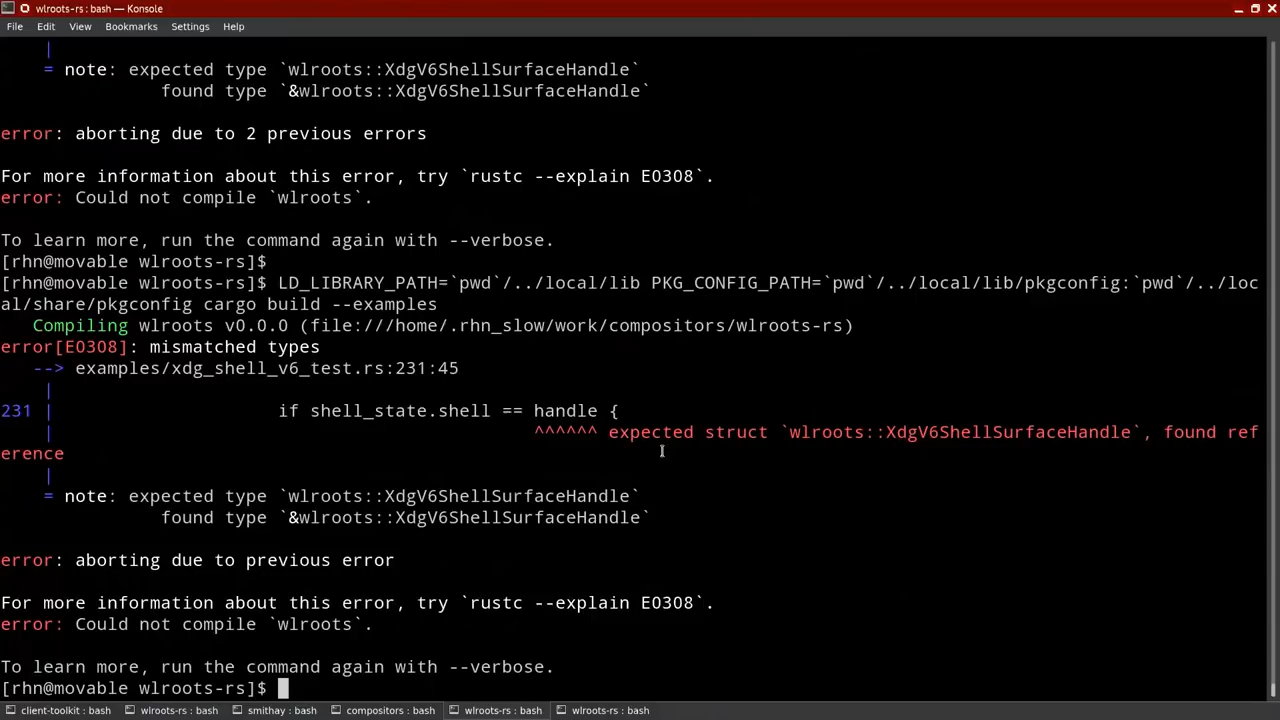 wlroots-rs : bash — Konsole
File Edit View Bookmarks Settings Help
|
= note: expected type `wlroots::XdgV6ShellSurfaceHandle`
found type `&wlroots::XdgV6ShellSurfaceHandle`
error: aborting due to 2 previous errors
For more information about this error, try `rustc --explain E0308`.
error: Could not compile `wlroots`.
To learn more, run the command again with --verbose.
[rhn@movable wlroots-rs]$
[rhn@movable wlroots-rs]$ LD_LIBRARY_PATH=`pwd`/../local/lib PKG_CONFIG_PATH=`pwd`/../local/lib/pkgconfig:`pwd`/../loc
al/share/pkgconfig cargo build --examples
Compiling wlroots v0.0.0 (file:///home/.rhn_slow/work/compositors/wlroots-rs)
error[E0308]: mismatched types
--> examples/xdg_shell_v6_test.rs:231:45
|
231 | if shell_state.shell == handle {
| ^^^^^^ expected struct `wlroots::XdgV6ShellSurfaceHandle`, found ref
erence
|
= note: expected type `wlroots::XdgV6ShellSurfaceHandle`
found type `&wlroots::XdgV6ShellSurfaceHandle`
error: aborting due to previous error
For more information about this error, try `rustc --explain E0308`.
error: Could not compile `wlroots`.
To learn more, run the command again with --verbose.
[rhn@movable wlroots-rs]$
client-toolkit : bash wlroots-rs : bash smithay : bash compositors : bash wlroots-rs : bash wlroots-rs : bash